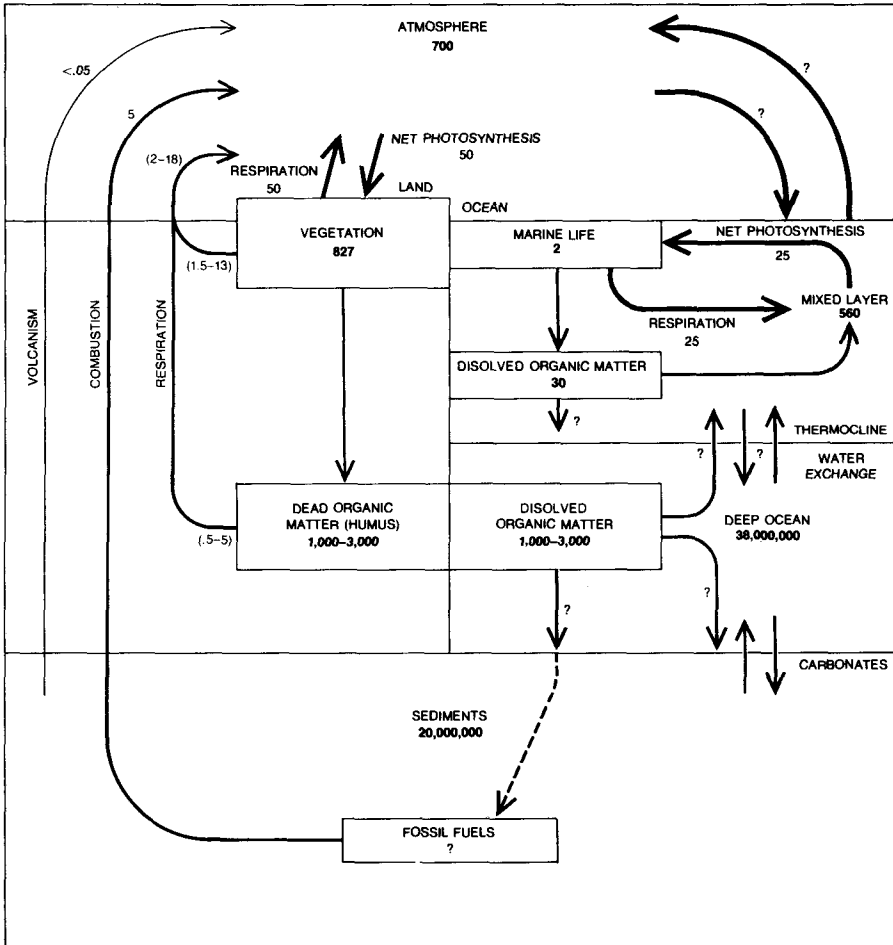 ATMOSPHERE
700
<.05
?
5
?
(2–18)
NET PHOTOSYNTHESIS
50
RESPIRATION
50
LAND
OCEAN
VEGETATION
827
MARINE LIFE
2
NET PHOTOSYNTHESIS
25
(1.5–13)
MIXED LAYER
560
RESPIRATION
25
VOLCANISM
COMBUSTION
RESPIRATION
DISOLVED ORGANIC MATTER
30
?
THERMOCLINE
? ?
WATER
EXCHANGE
DEAD ORGANIC
MATTER (HUMUS)
1,000–3,000
DISOLVED
ORGANIC MATTER
1,000–3,000
DEEP OCEAN
38,000,000
(.5–5)
?
?
CARBONATES
SEDIMENTS
20,000,000
FOSSIL FUELS
?